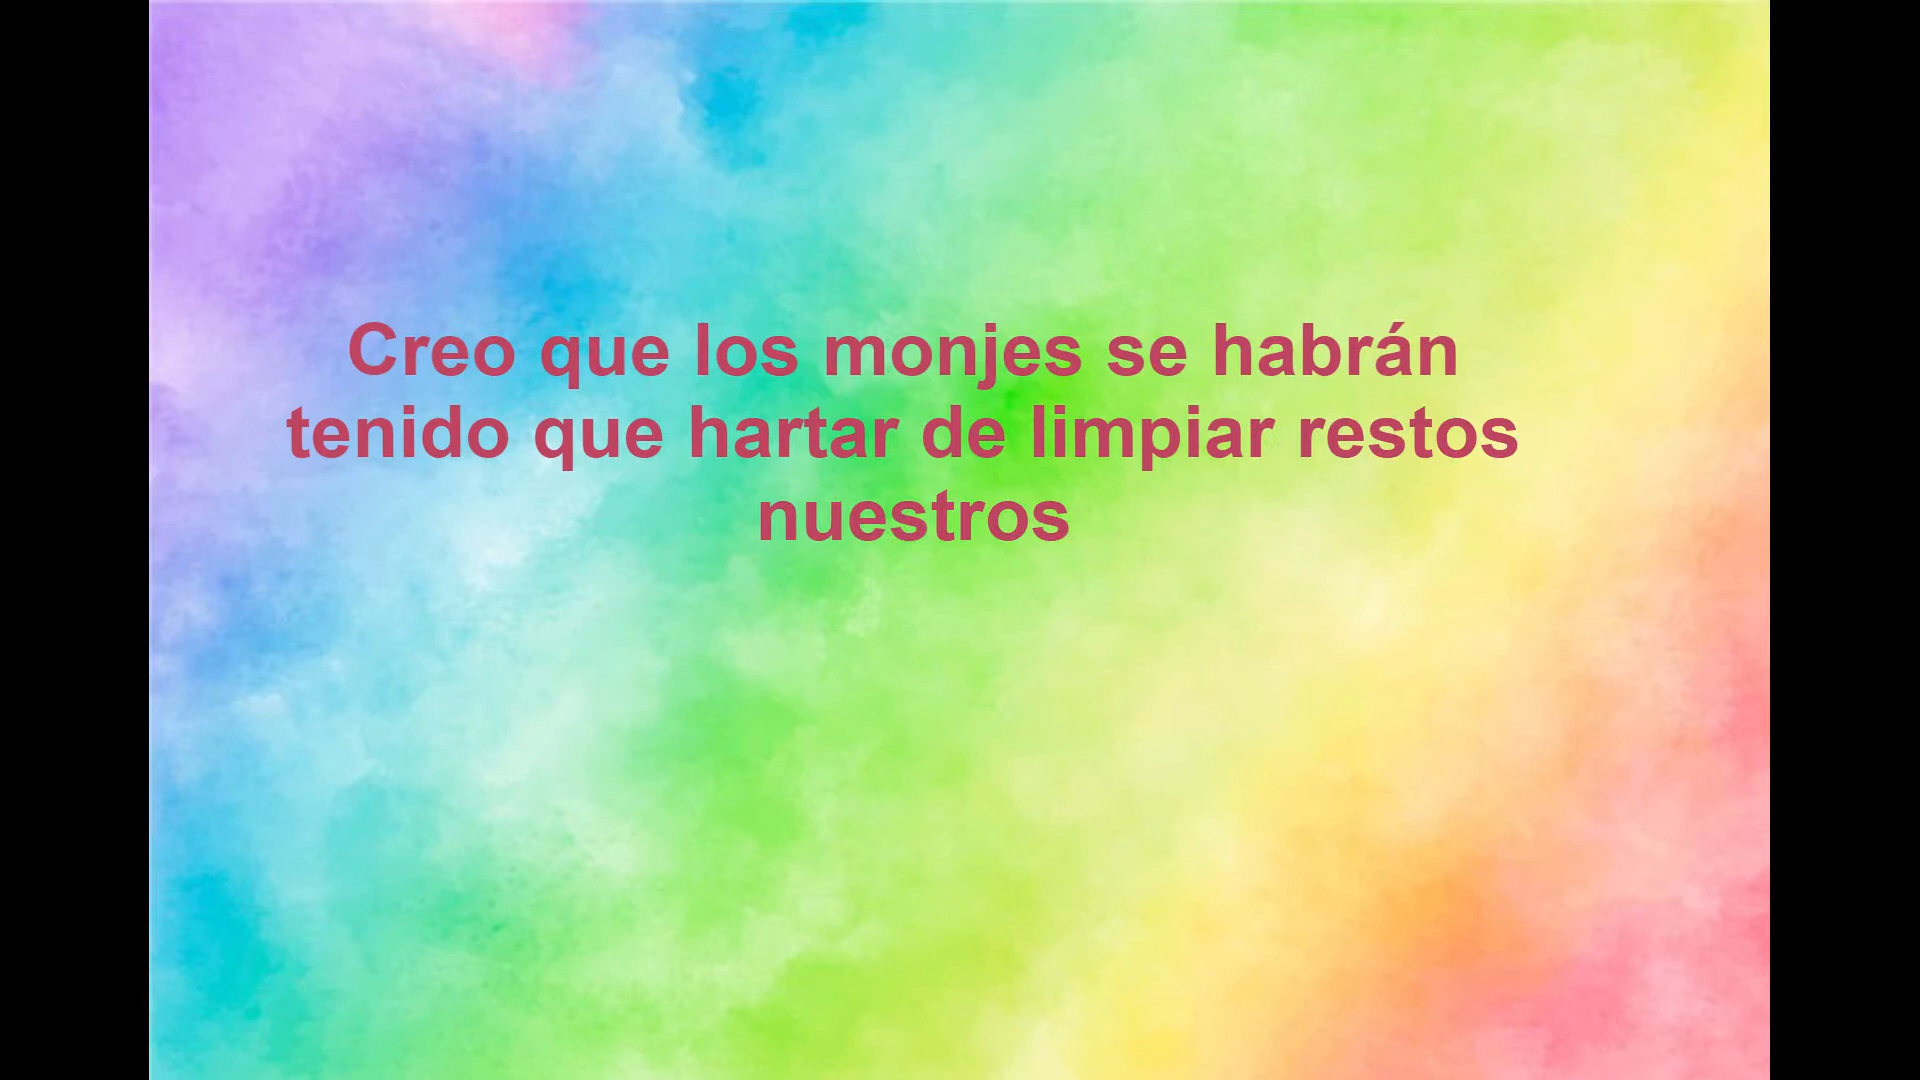 Creo que los monjes se habrán
tenido que hartar de limpiar restos
nuestros